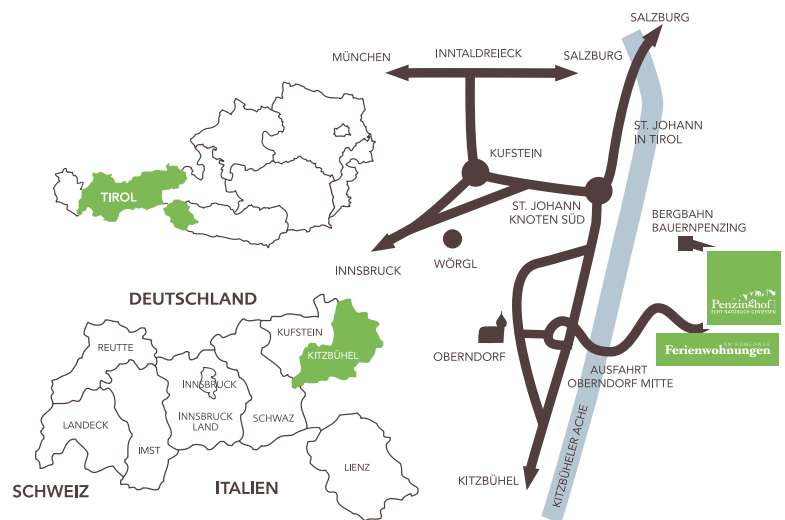 SALZBURG
MÜNCHEN
INNTALDREIECK
SALZBURG
ST. JOHANN
IN TIROL
KUFSTEIN
TIROL
ST. JOHANN
KNOTEN SÜD
BERGBAHN
BAUERNPENZING
WÖRGL
INNSBRUCK
Penzinghof
ECHT NATÜRLICH GENIESSEN
AM RÖMERWEG
Ferienwohnungen
OBERNDORF
AUSFAHRT
OBERNDORF MITTE
KITZBÜHELER ACHE
KITZBÜHEL
DEUTSCHLAND
KUFSTEIN
REUTTE
KITZBÜHEL
INNSBRUCK
INNSBRUCK
LAND
SCHWAZ
LANDECK
IMST
LIENZ
SCHWEIZ
ITALIEN